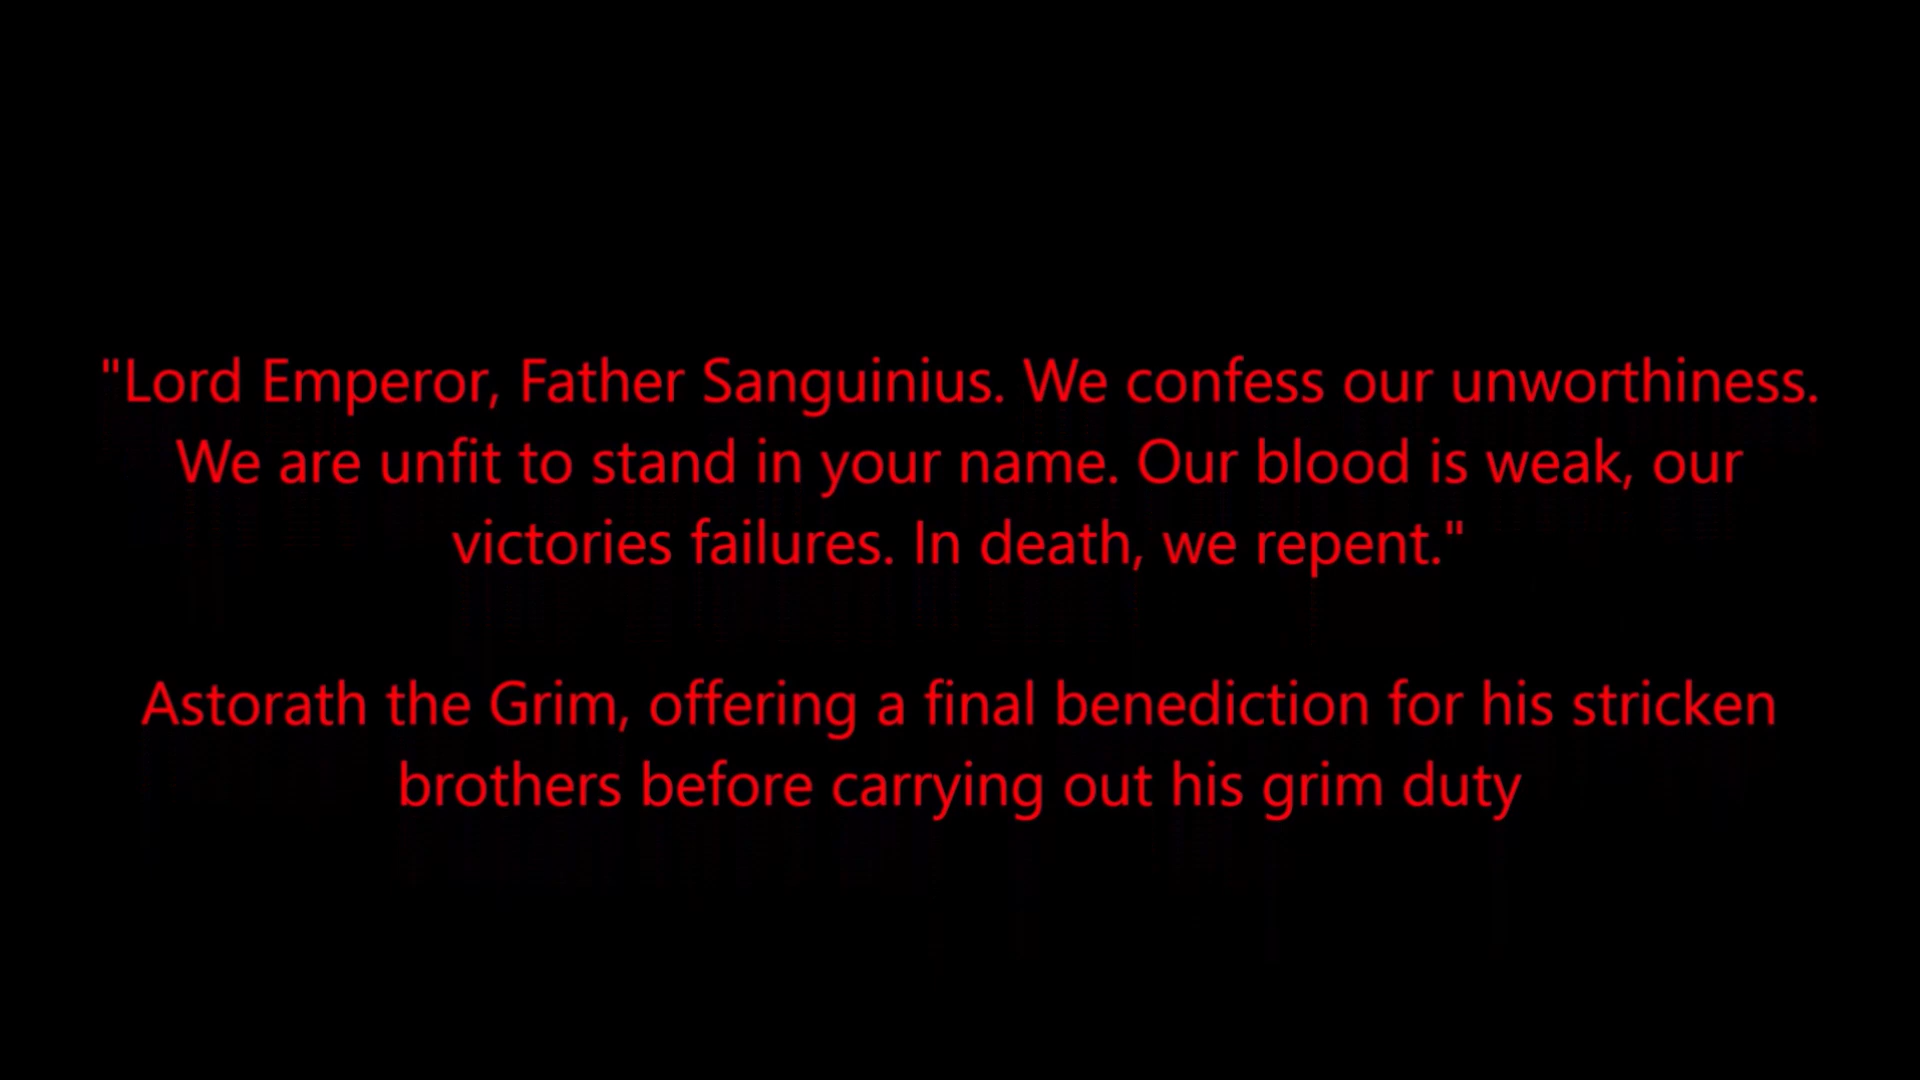 "Lord Emperor, Father Sanguinius. We confess our unworthiness.
We are unfit to stand in your name. Our blood is weak, our
victories failures. In death, we repent."
Astorath the Grim, offering a final benediction for his stricken
brothers before carrying out his grim duty